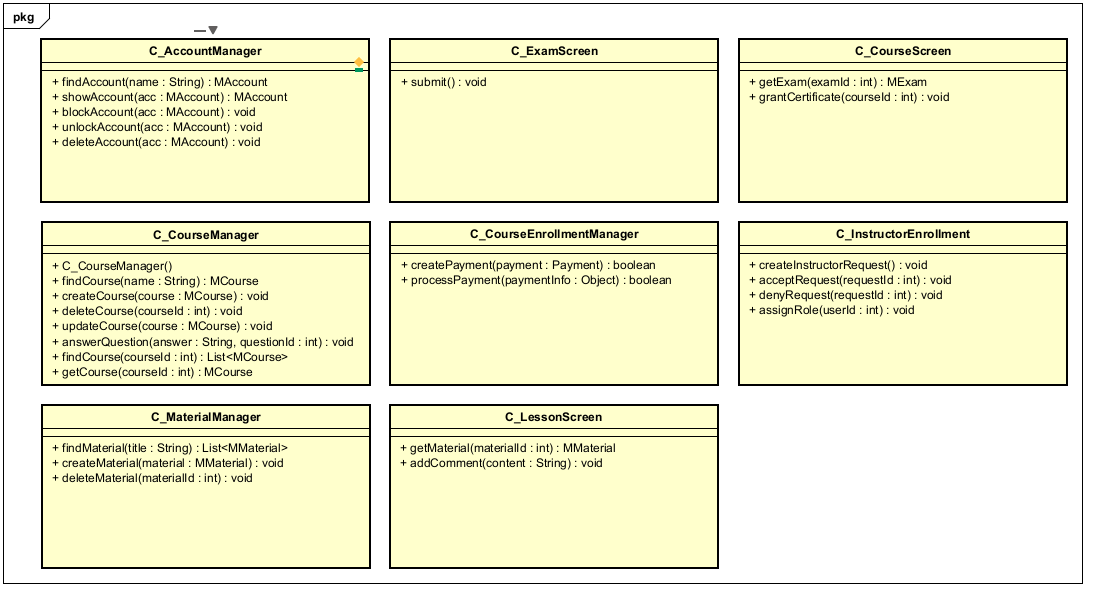 pkg
C_AccountManager
+ findAccount(name : String) : MAccount
+ showAccount(acc : MAccount) : MAccount
+ blockAccount(acc : MAccount) : void
+ unlockAccount(acc : MAccount) : void
+ deleteAccount(acc : MAccount) : void
C_ExamScreen
+ submit() : void
C_CourseScreen
+ getExam(examId : int) : MExam
+ grantCertificate(courseId : int) : void
C_CourseManager
+ C_CourseManager()
+ findCourse(name : String) : MCourse
+ createCourse(course : MCourse) : void
+ deleteCourse(courseId : int) : void
+ updateCourse(course : MCourse) : void
+ answerQuestion(answer : String, questionId : int) : void
+ findCourse(courseId : int) : List<MCourse>
+ getCourse(courseId : int) : MCourse
C_CourseEnrollmentManager
+ createPayment(payment : Payment) : boolean
+ processPayment(paymentInfo : Object) : boolean
C_InstructorEnrollment
+ createInstructorRequest() : void
+ acceptRequest(requestId : int) : void
+ denyRequest(requestId : int) : void
+ assignRole(userId : int) : void
C_MaterialManager
+ findMaterial(title : String) : List<MMaterial>
+ createMaterial(material : MMaterial) : void
+ deleteMaterial(materialId : int) : void
C_LessonScreen
+ getMaterial(materialId : int) : MMaterial
+ addComment(content : String) : void